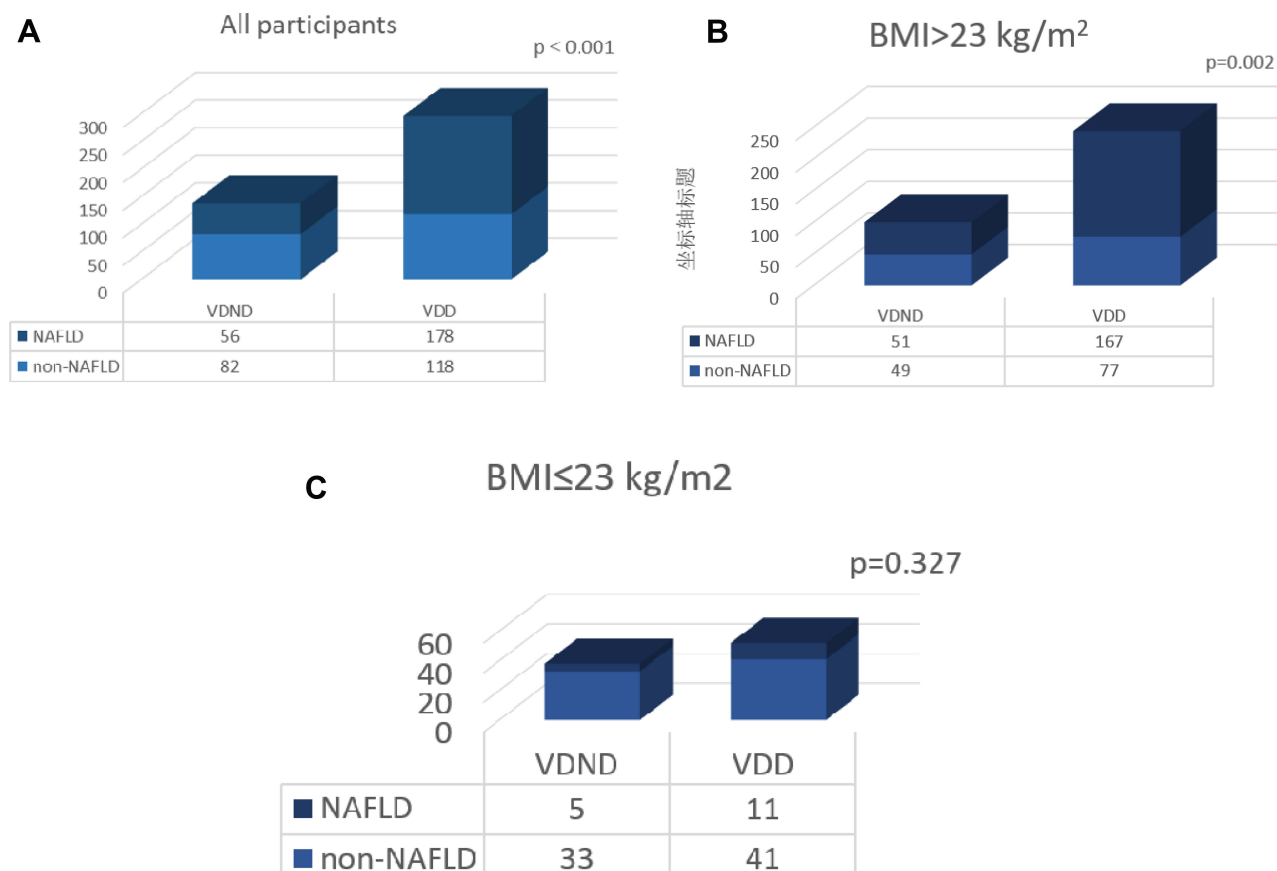 A
All participants
p < 0.001
300
250
200
150
100
50
0
VDND VDD
NAFLD 56 178
non-NAFLD 82 118
B
BMI>23 kg/m²
p=0.002
坐标轴标题
250
200
150
100
50
0
VDND VDD
NAFLD 51 167
non-NAFLD 49 77
C
BMI≤23 kg/m2
p=0.327
60
40
20
0
VDND VDD
NAFLD 5 11
non-NAFLD 33 41